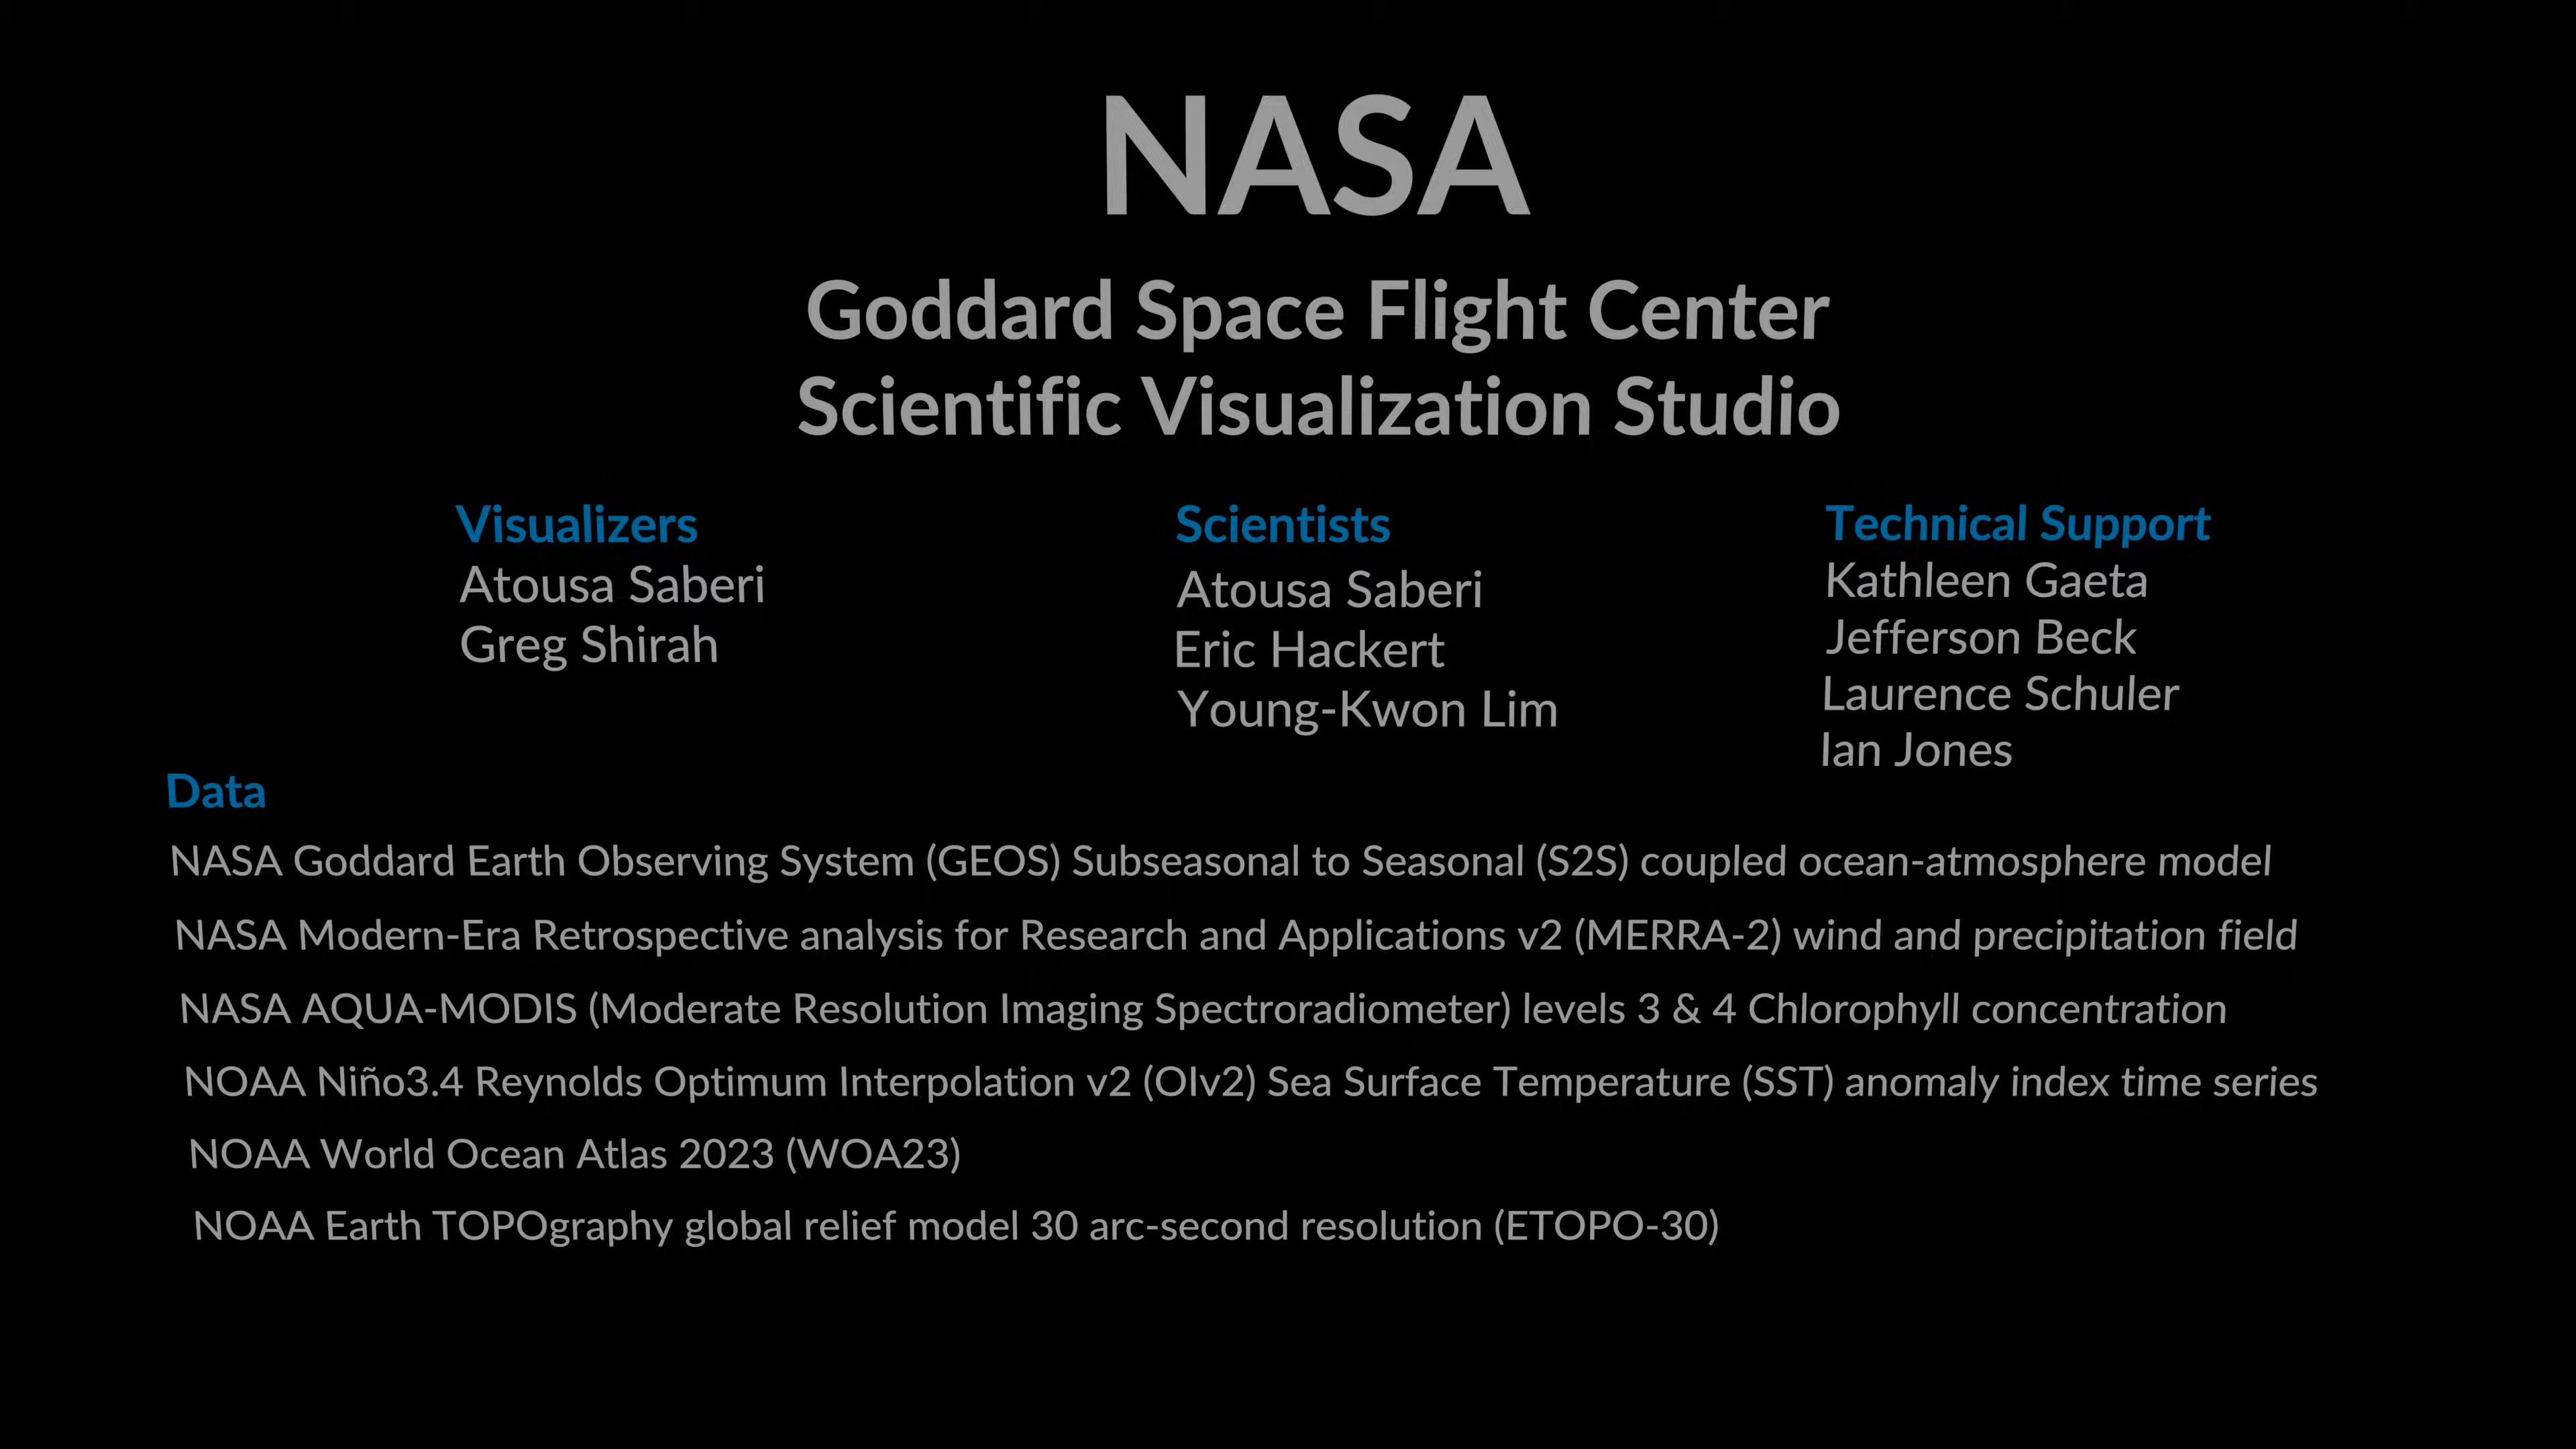 NASA
Goddard Space Flight Center
Scientific Visualization Studio
Visualizers
Atousa Saberi
Greg Shirah
Scientists
Atousa Saberi
Eric Hackert
Young-Kwon Lim
Technical Support
Kathleen Gaeta
Jefferson Beck
Laurence Schuler
Ian Jones
Data
NASA Goddard Earth Observing System (GEOS) Subseasonal to Seasonal (S2S) coupled ocean-atmosphere model
NASA Modern-Era Retrospective analysis for Research and Applications v2 (MERRA-2) wind and precipitation field
NASA AQUA-MODIS (Moderate Resolution Imaging Spectroradiometer) levels 3 & 4 Chlorophyll concentration
NOAA Niño3.4 Reynolds Optimum Interpolation v2 (OIv2) Sea Surface Temperature (SST) anomaly index time series
NOAA World Ocean Atlas 2023 (WOA23)
NOAA Earth TOPOgraphy global relief model 30 arc-second resolution (ETOPO-30)